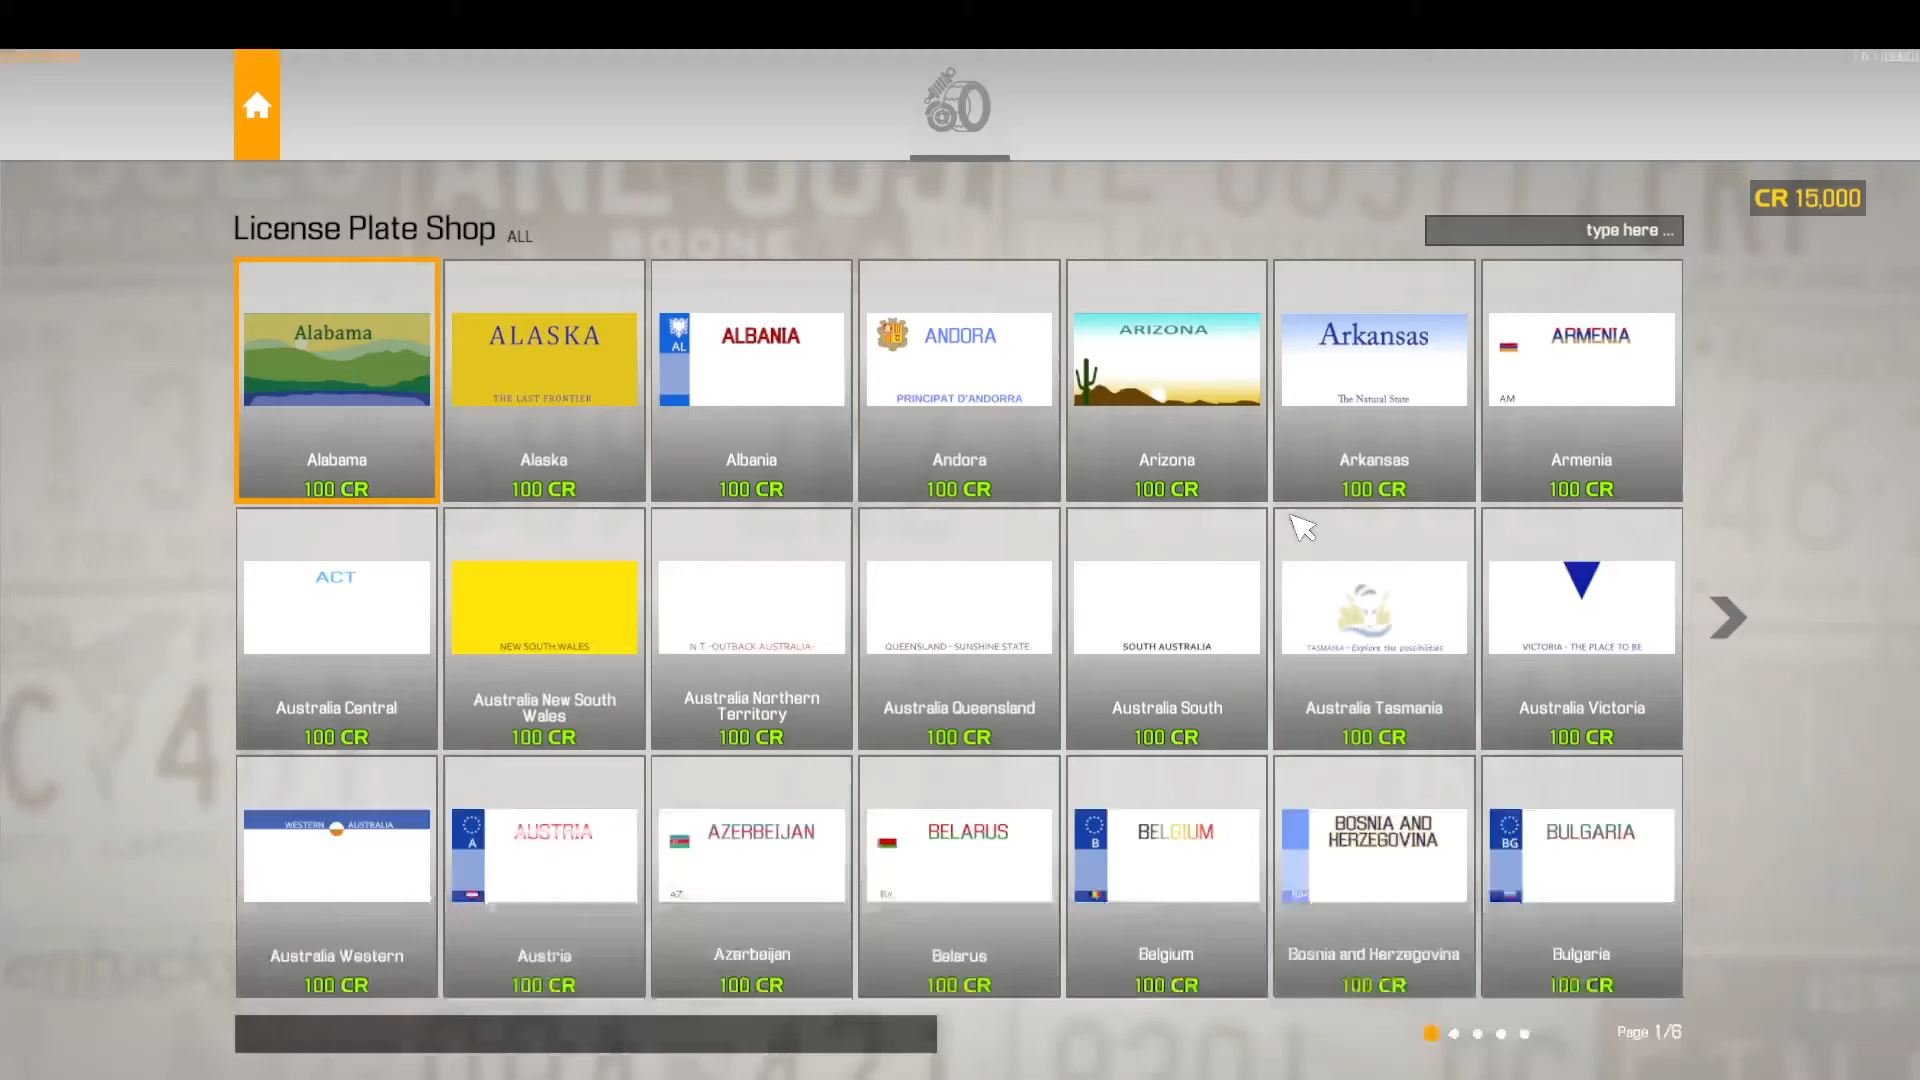 CR 15,000
License Plate Shop ALL
type here ...
Alabama
Alabama
100 CR
ALASKA
THE LAST FRONTIER
Alaska
100 CR
AL
ALBANIA
Albania
100 CR
ANDORA
PRINCIPAT D'ANDORRA
Andora
100 CR
ARIZONA
Arizona
100 CR
Arkansas
The Natural State
Arkansas
100 CR
ARMENIA
AM
Armenia
100 CR
ACT
Australia Central
100 CR
NEW SOUTH WALES
Australia New South
Wales
100 CR
N.T.-OUTBACK AUSTRALIA-
Australia Northern
Territory
100 CR
QUEENSLAND - SUNSHINE STATE
Australia Queensland
100 CR
SOUTH AUSTRALIA
Australia South
100 CR
TASMANIA - Explore the possibilities
Australia Tasmania
100 CR
VICTORIA - THE PLACE TO BE
Australia Victoria
100 CR
WESTERN AUSTRALIA
Australia Western
100 CR
A
AUSTRIA
Austria
100 CR
AZERBEIJAN
AZ
Azerbeijan
100 CR
BELARUS
Belarus
100 CR
B
BELGIUM
Belgium
100 CR
BOSNIA AND
HERZEGOVINA
Bosnia and Herzegovina
100 CR
BG
BULGARIA
Bulgaria
100 CR
Page 1/6